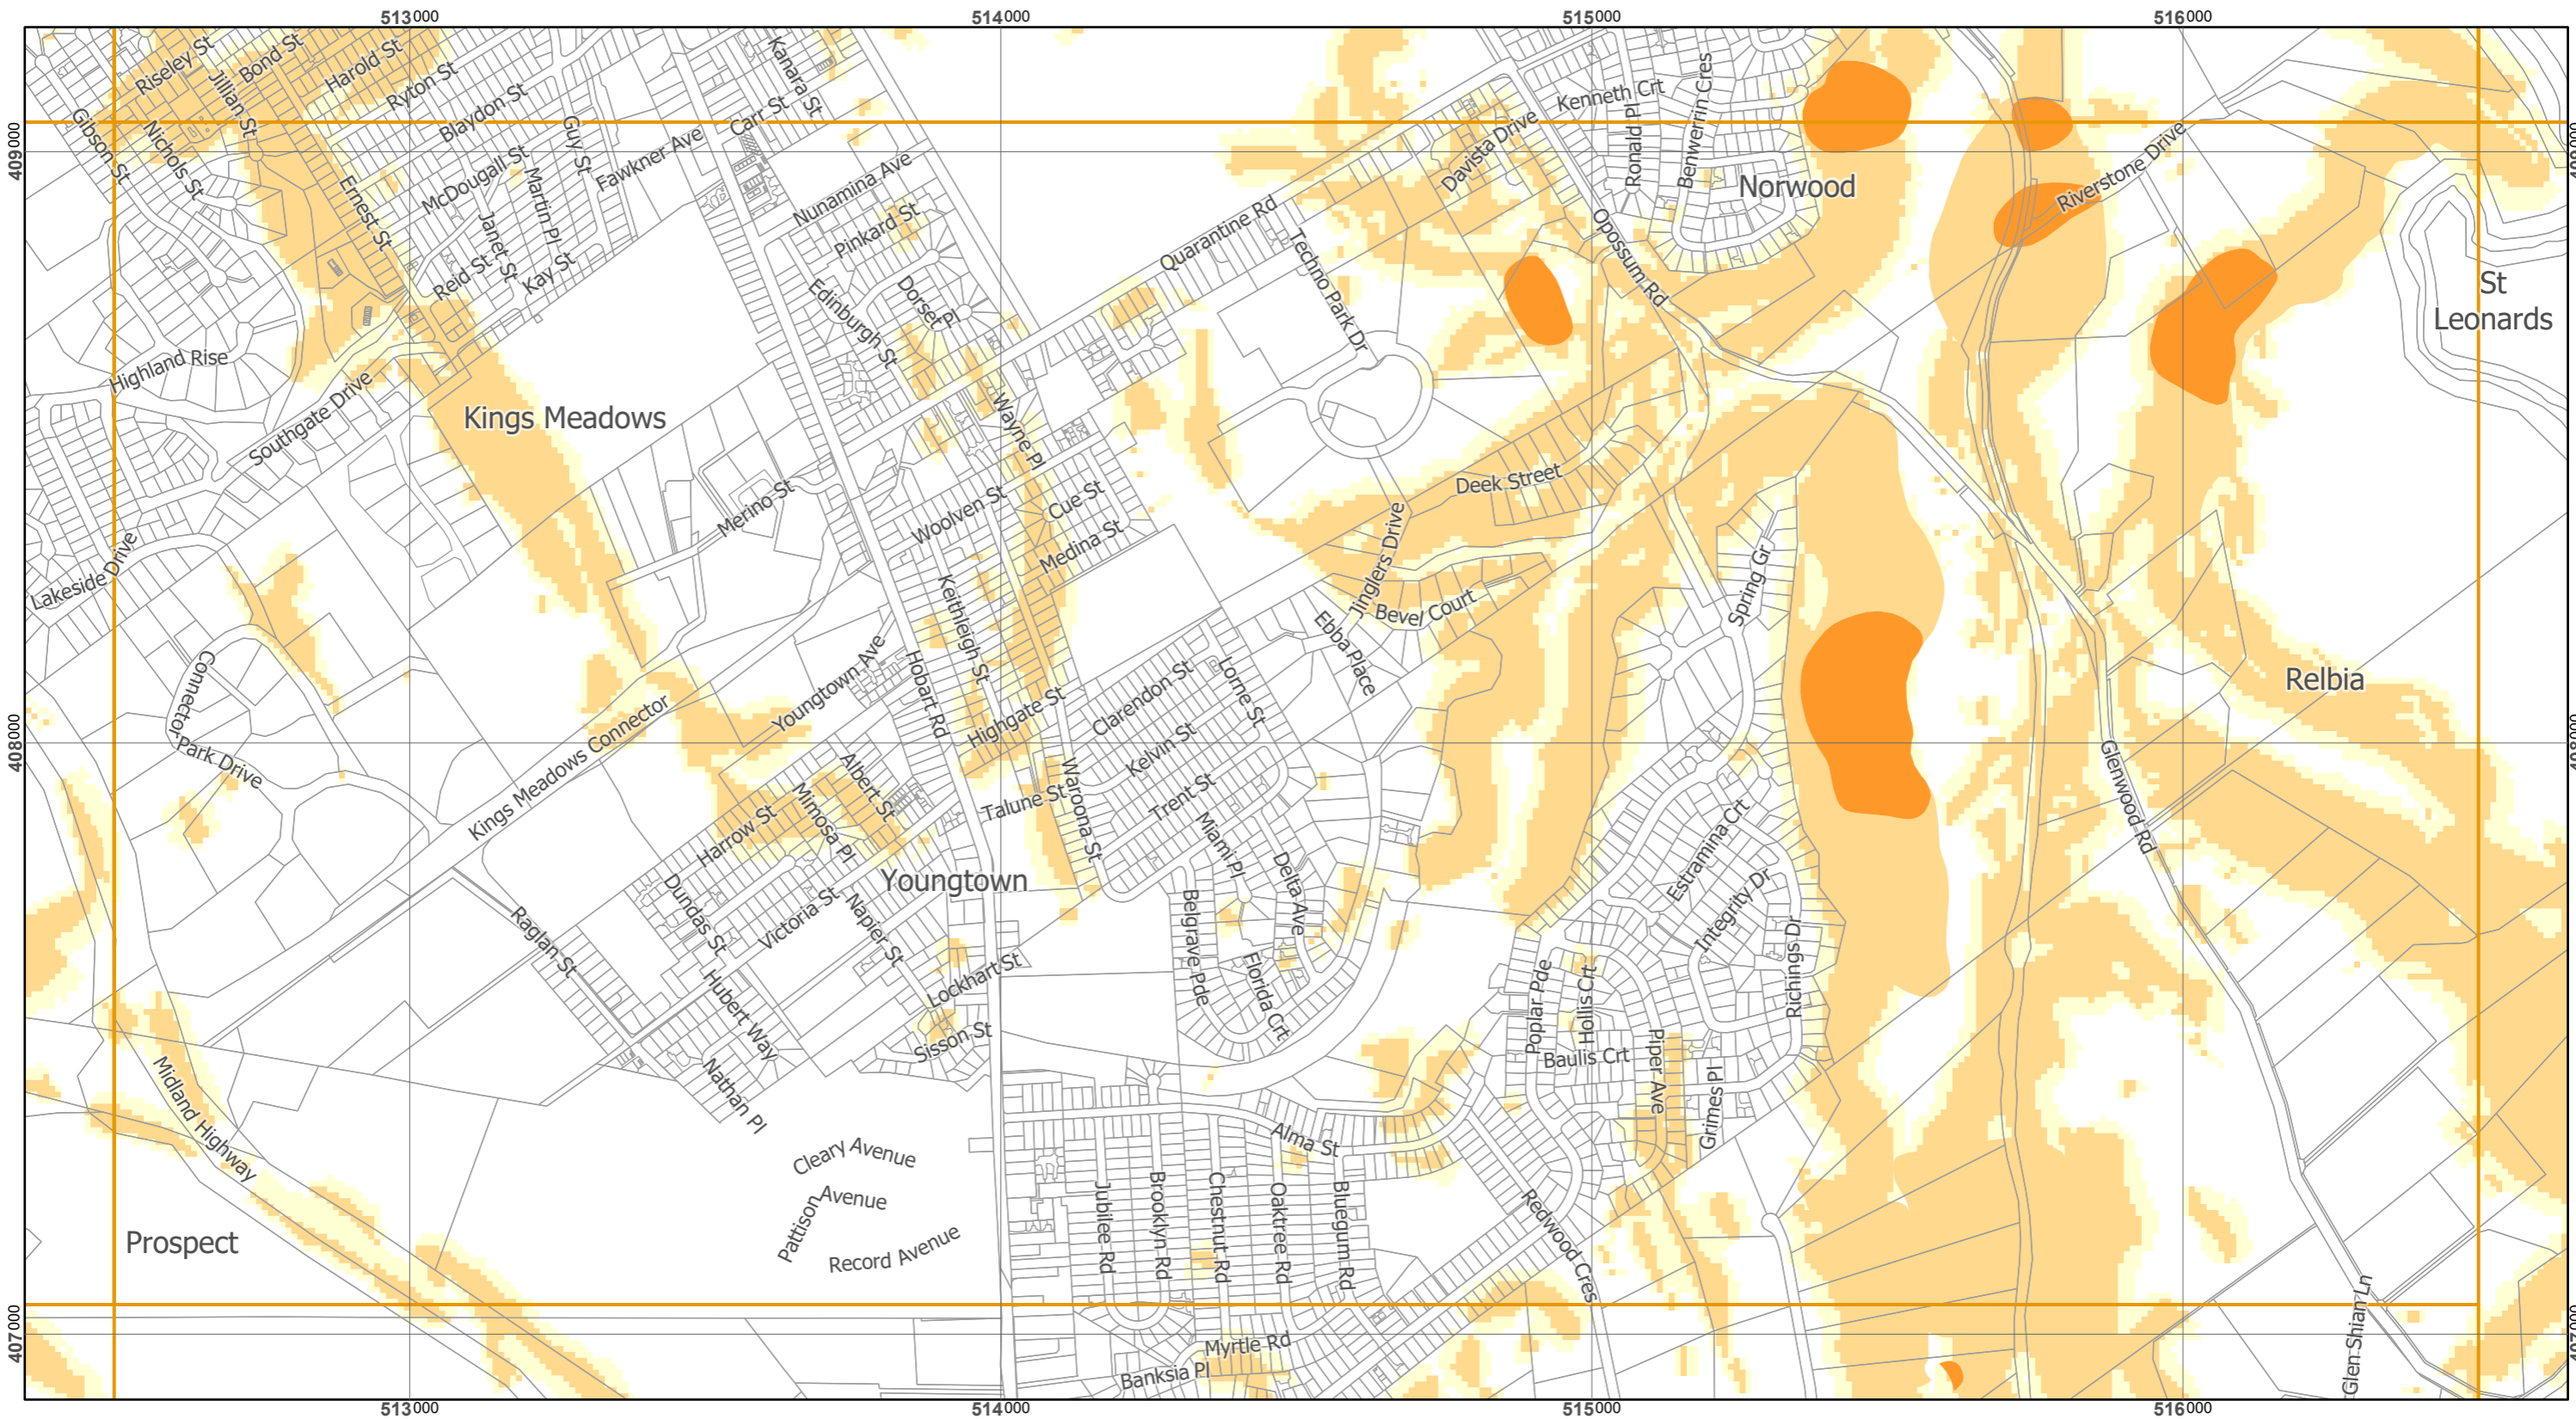 513000
514000
515000
516000
Riseley St
Bond St
Jillian St
Harold St
Ryton St
Blaydon St
Kanara St
Carr St
Kenneth Crt
Ronald Pl
Benwerrin Cres
Davista Drive
409000
409000
Gibson St
Nichols St
Ernest St
McDougall St
Guy St
Martin Pl
Janet St
Fawkner Ave
Nunamina Ave
Pinkard St
Norwood
Riverstone Drive
Reid St
Kay St
Edinburgh St
Dorset Pl
Quarantine Rd
Techno Park Dr
Opossum Rd
St
Leonards
Highland Rise
Southgate Drive
Kings Meadows
Wayne Pl
Merino St
Woolven St
Cue St
Medina St
Deek Street
Jinglers Drive
Bevel Court
Spring Gr
Lakeside Drive
Connector
Park Drive
Keithleigh St
Hobart Rd
Youngtown Ave
Highgate St
Clarendon St
Lorne St
Ebba Place
Relbia
408000
408000
Kings Meadows Connector
Kelvin St
Talune St
Waroona St
Trent St
Albert St
Mimosa Pl
Harrow St
Miami Pl
Delta Ave
Glenwood Rd
Estramina Crt
Integrity Dr
Youngtown
Dundas St
Victoria St
Napier St
Raglan St
Belgrave Pde
Florida Crt
Lockhart St
Hubert Way
Sisson St
Poplar Pde
Hollis Crt
Baulis Crt
Piper Ave
Grimes Pl
Richings Dr
Midland Highway
Nathan Pl
Cleary Avenue
Pattison Avenue
Record Avenue
Alma St
Jubilee Rd
Brooklyn Rd
Chestnut Rd
Oaktree Rd
Bluegum Rd
Redwood Cres
Prospect
407000
407000
Myrtle Rd
Banksia Pl
Glen Shian Ln
513000
514000
515000
516000